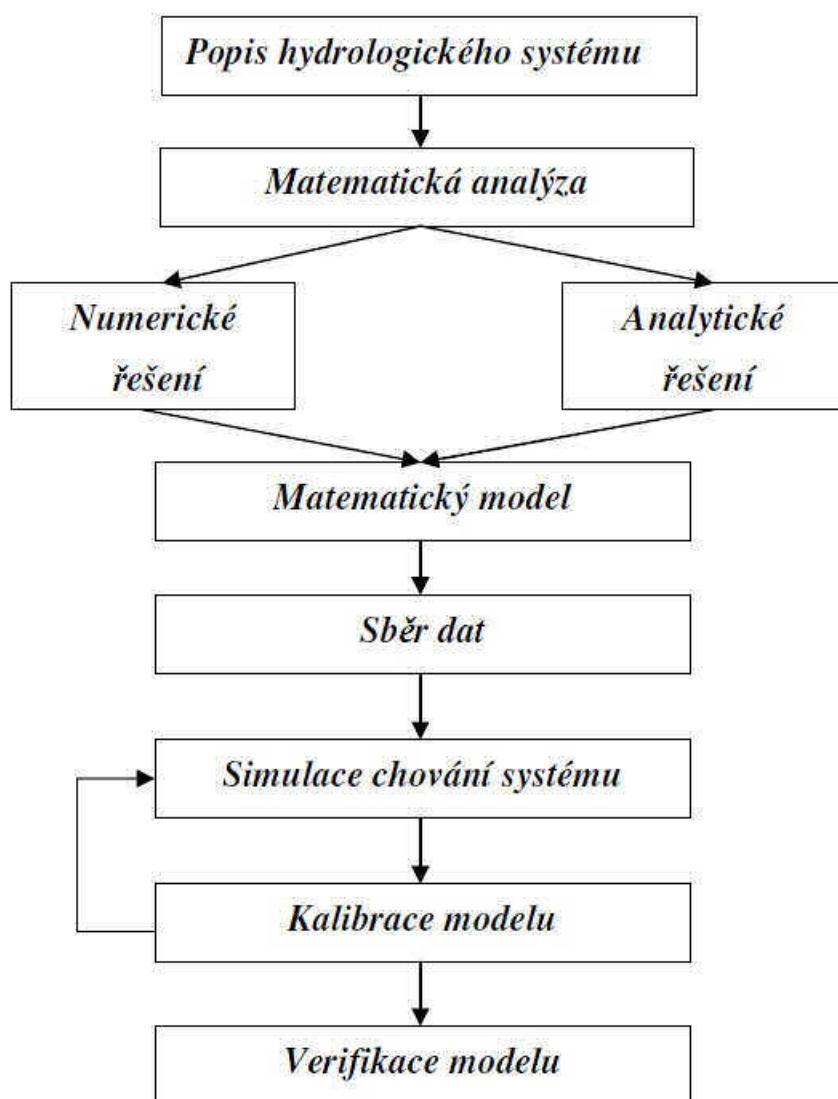 Popis hydrologického systému
Matematická analýza
Numerické
řešení
Analytické
řešení
Matematický model
Sběr dat
Simulace chování systému
Kalibrace modelu
Verifikace modelu